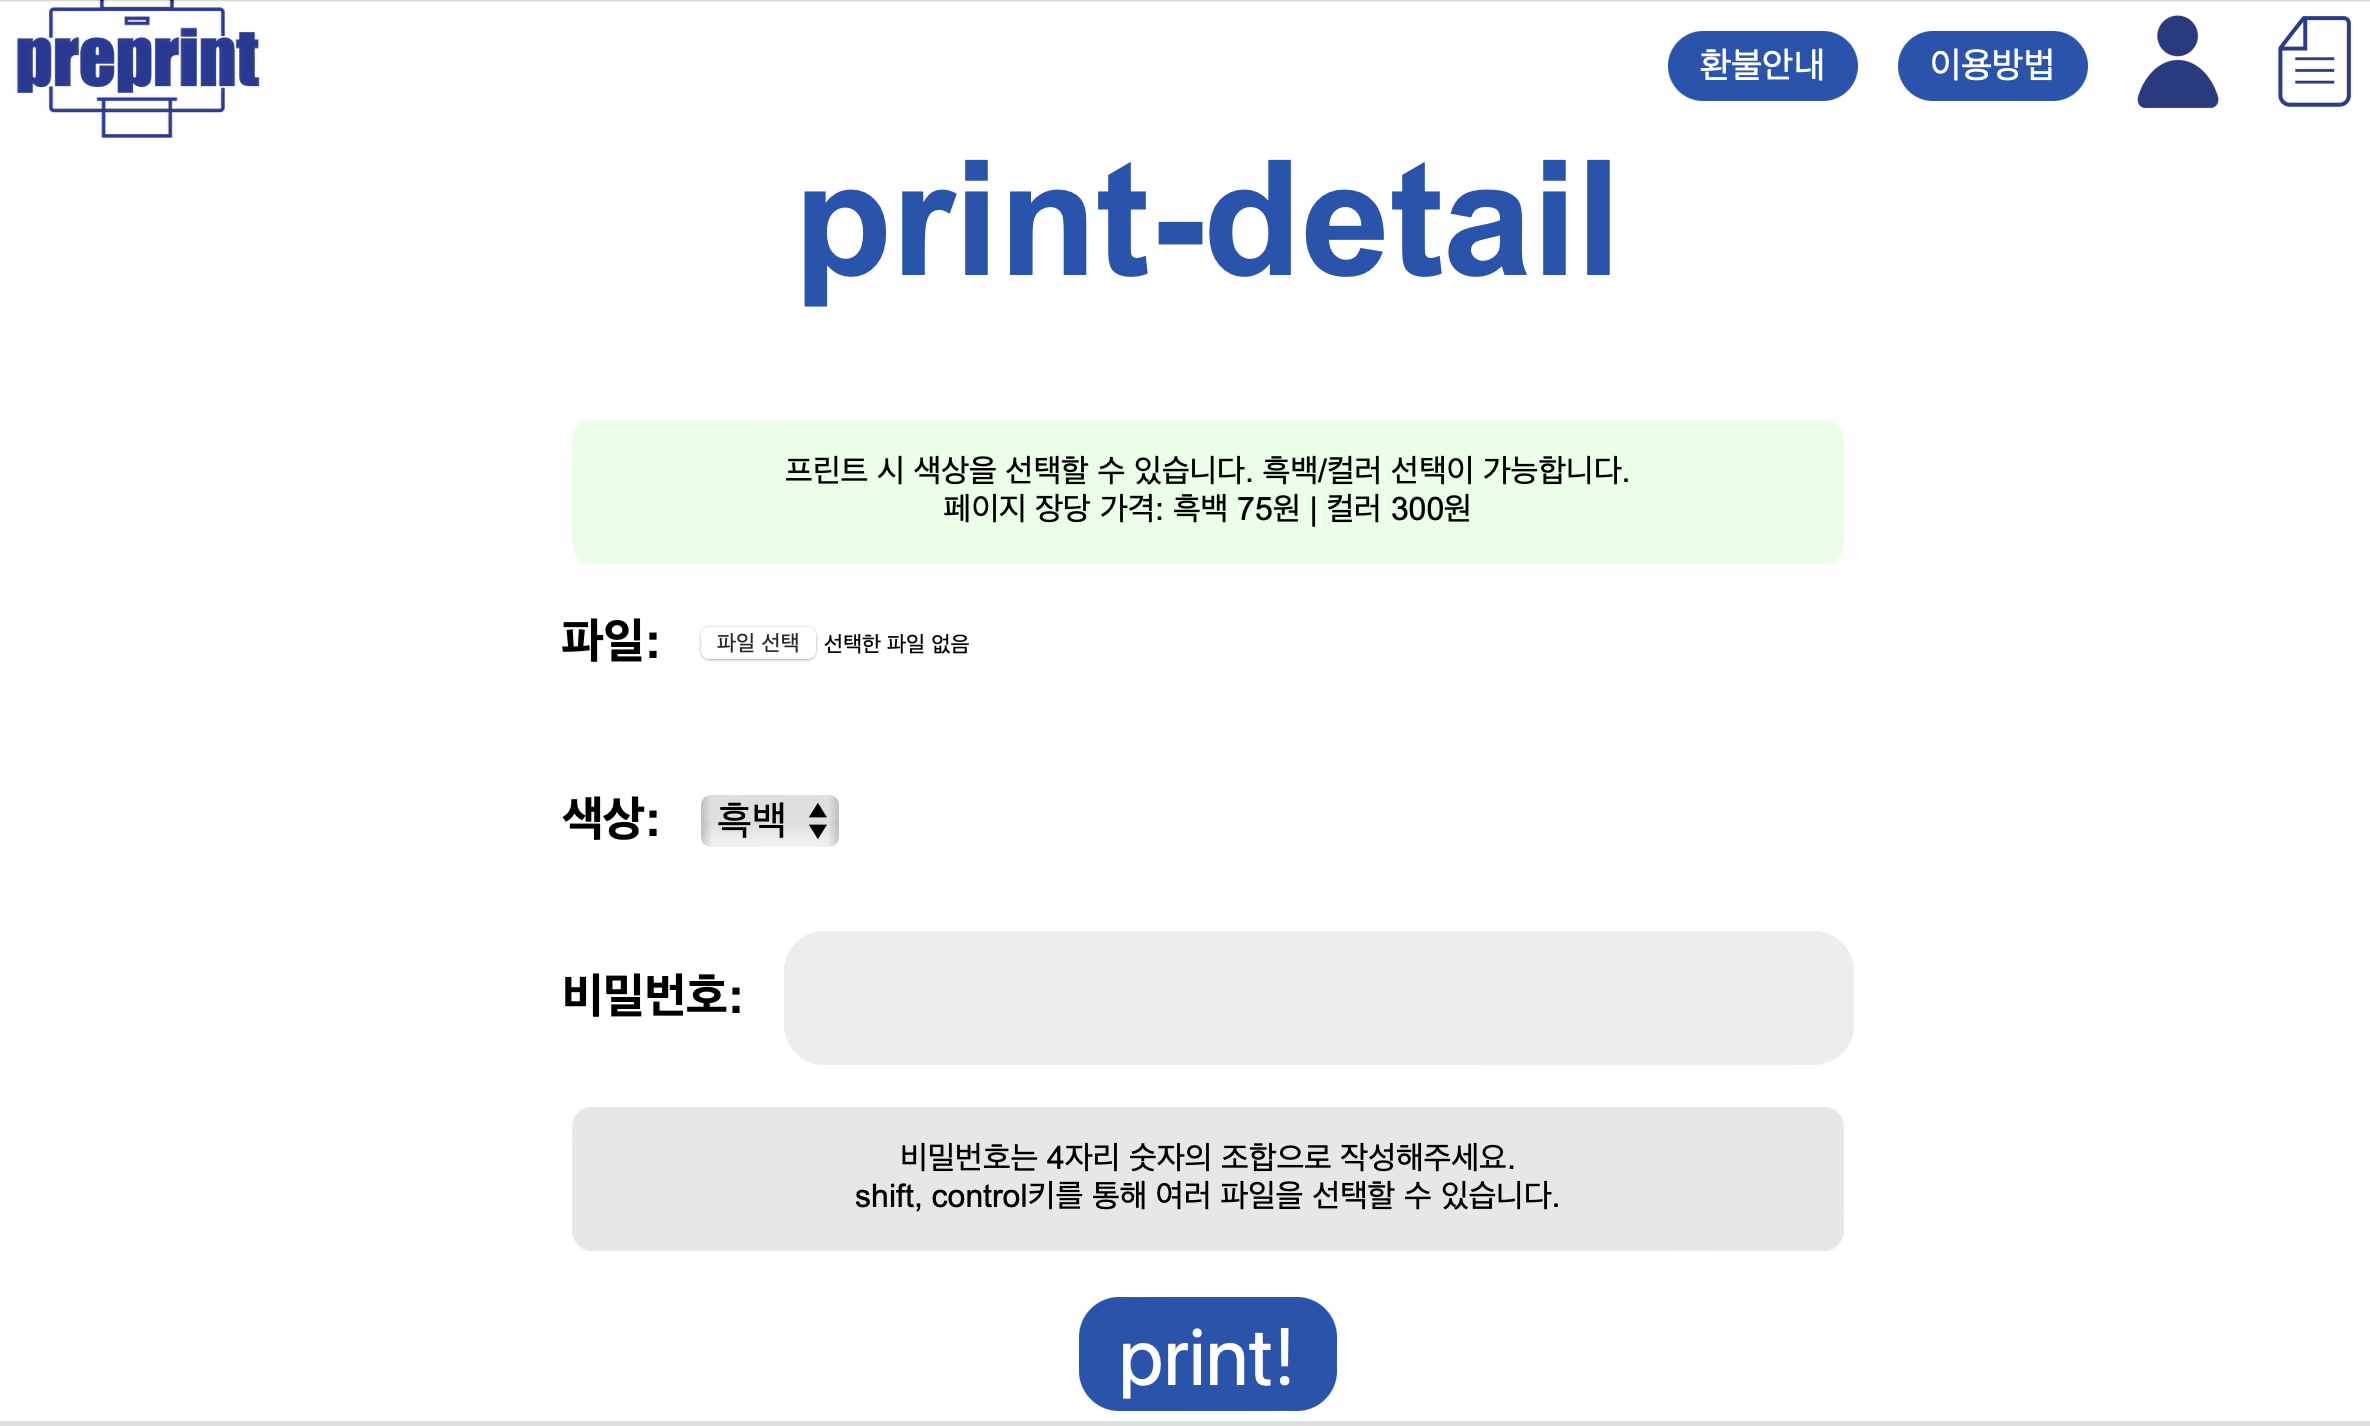 preprint
환불안내
이용방법
print-detail
프린트 시 색상을 선택할 수 있습니다. 흑백/컬러 선택이 가능합니다.
페이지 장당 가격: 흑백 75원 | 컬러 300원
파일: 파일 선택 선택한 파일 없음
색상: 흑백
비밀번호:
비밀번호는 4자리 숫자의 조합으로 작성해주세요.
shift, control키를 통해 여러 파일을 선택할 수 있습니다.
print!